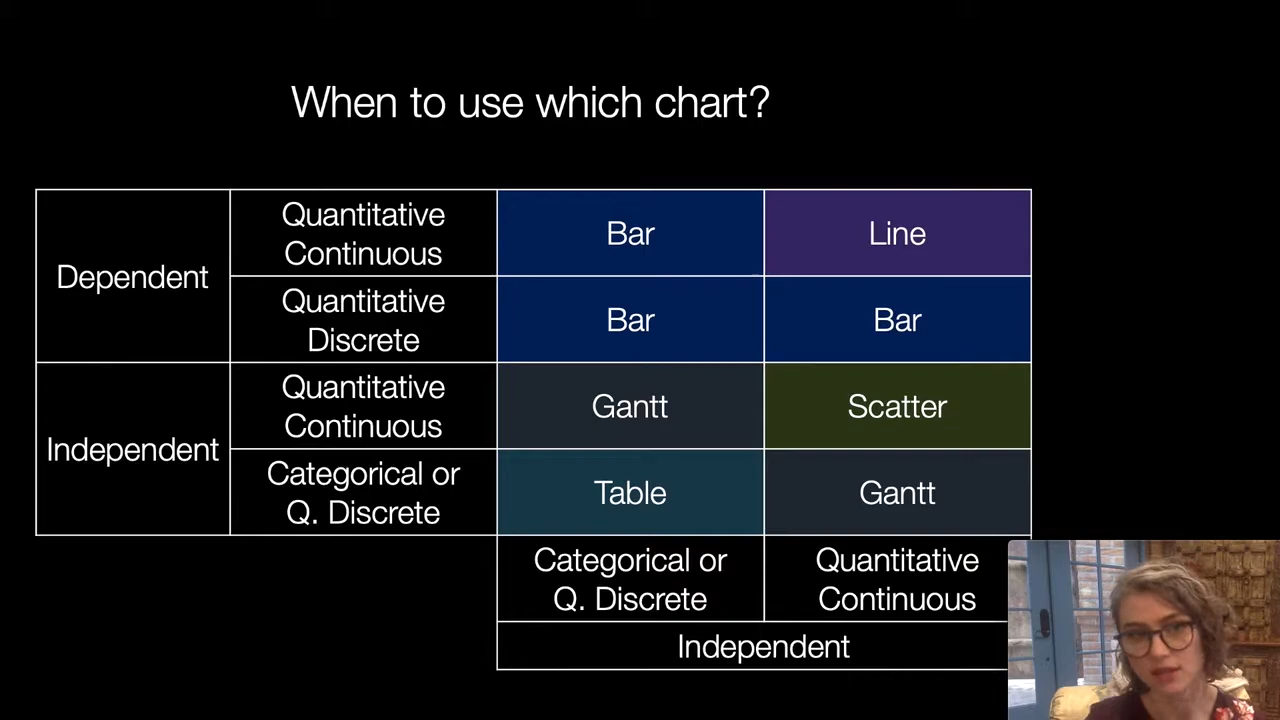 When to use which chart?
Dependent
Quantitative
Continuous
Bar
Line
Quantitative
Discrete
Bar
Bar
Independent
Quantitative
Continuous
Gantt
Scatter
Categorical or
Q. Discrete
Table
Gantt
Categorical or
Q. Discrete
Quantitative
Continuous
Independent